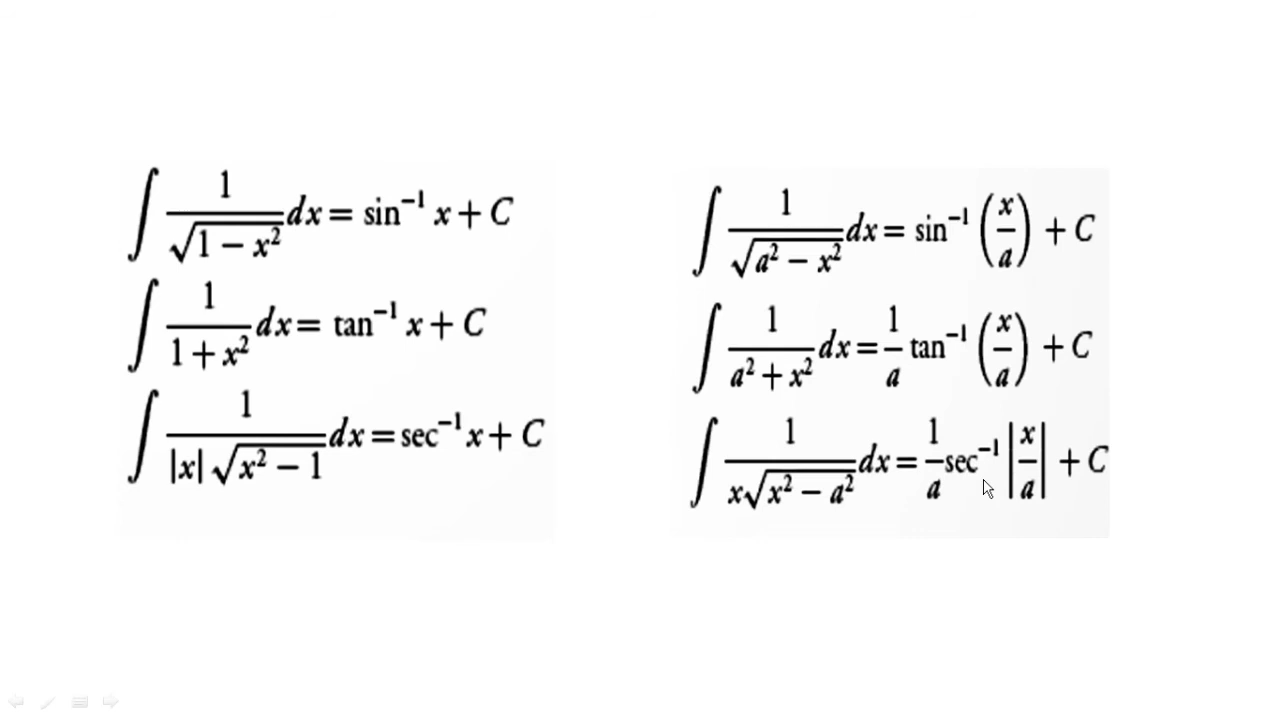 ∫ 1/√(1 − x²) dx = sin⁻¹ x + C
∫ 1/(1 + x²) dx = tan⁻¹ x + C
∫ 1/(|x| √(x² − 1)) dx = sec⁻¹ x + C
∫ 1/√(a² − x²) dx = sin⁻¹ (x/a) + C
∫ 1/(a² + x²) dx = 1/a tan⁻¹ (x/a) + C
∫ 1/(x√(x² − a²)) dx = 1/a sec⁻¹ |x/a| + C